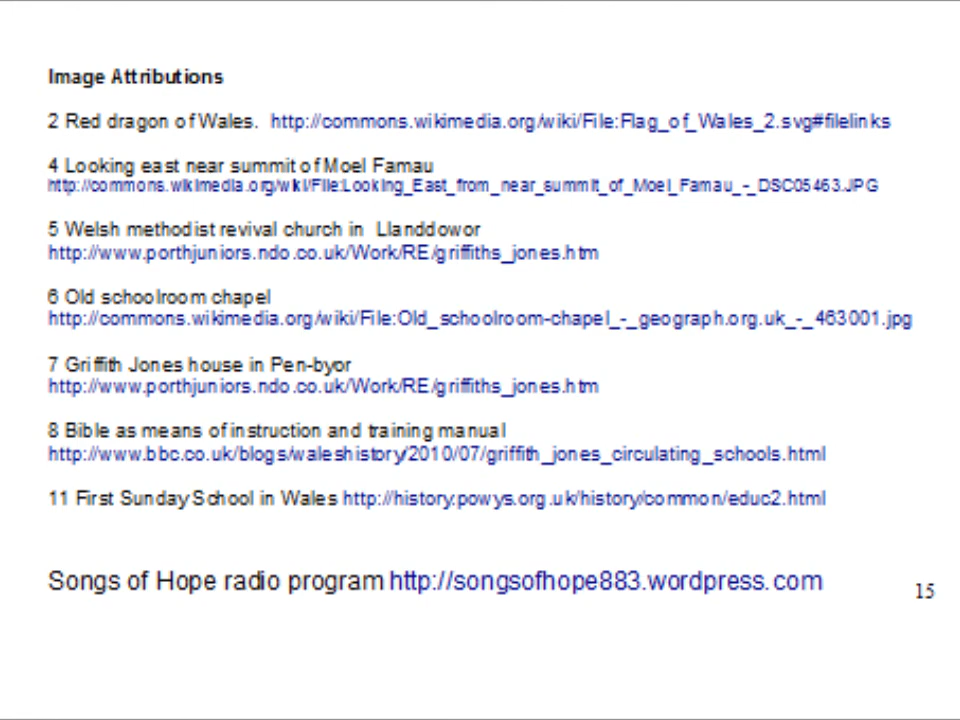 Image Attributions
2 Red dragon of Wales. http://commons.wikimedia.org/wiki/File:Flag_of_Wales_2.svg#filelinks
4 Looking east near summit of Moel Famau
http://commons.wikimedia.org/wiki/File:Looking_East_from_near_summit_of_Moel_Famau_-_DSC05463.JPG
5 Welsh methodist revival church in Llanddowor
http://www.porthjuniors.ndo.co.uk/Work/RE/griffiths_jones.htm
6 Old schoolroom chapel
http://commons.wikimedia.org/wiki/File:Old_schoolroom-chapel_-_geograph.org.uk_-_463001.jpg
7 Griffith Jones house in Pen-byor
http://www.porthjuniors.ndo.co.uk/Work/RE/griffiths_jones.htm
8 Bible as means of instruction and training manual
http://www.bbc.co.uk/blogs/waleshistory/2010/07/griffith_jones_circulating_schools.html
11 First Sunday School in Wales http://history.powys.org.uk/history/common/educ2.html
Songs of Hope radio program http://songsofhope883.wordpress.com
15